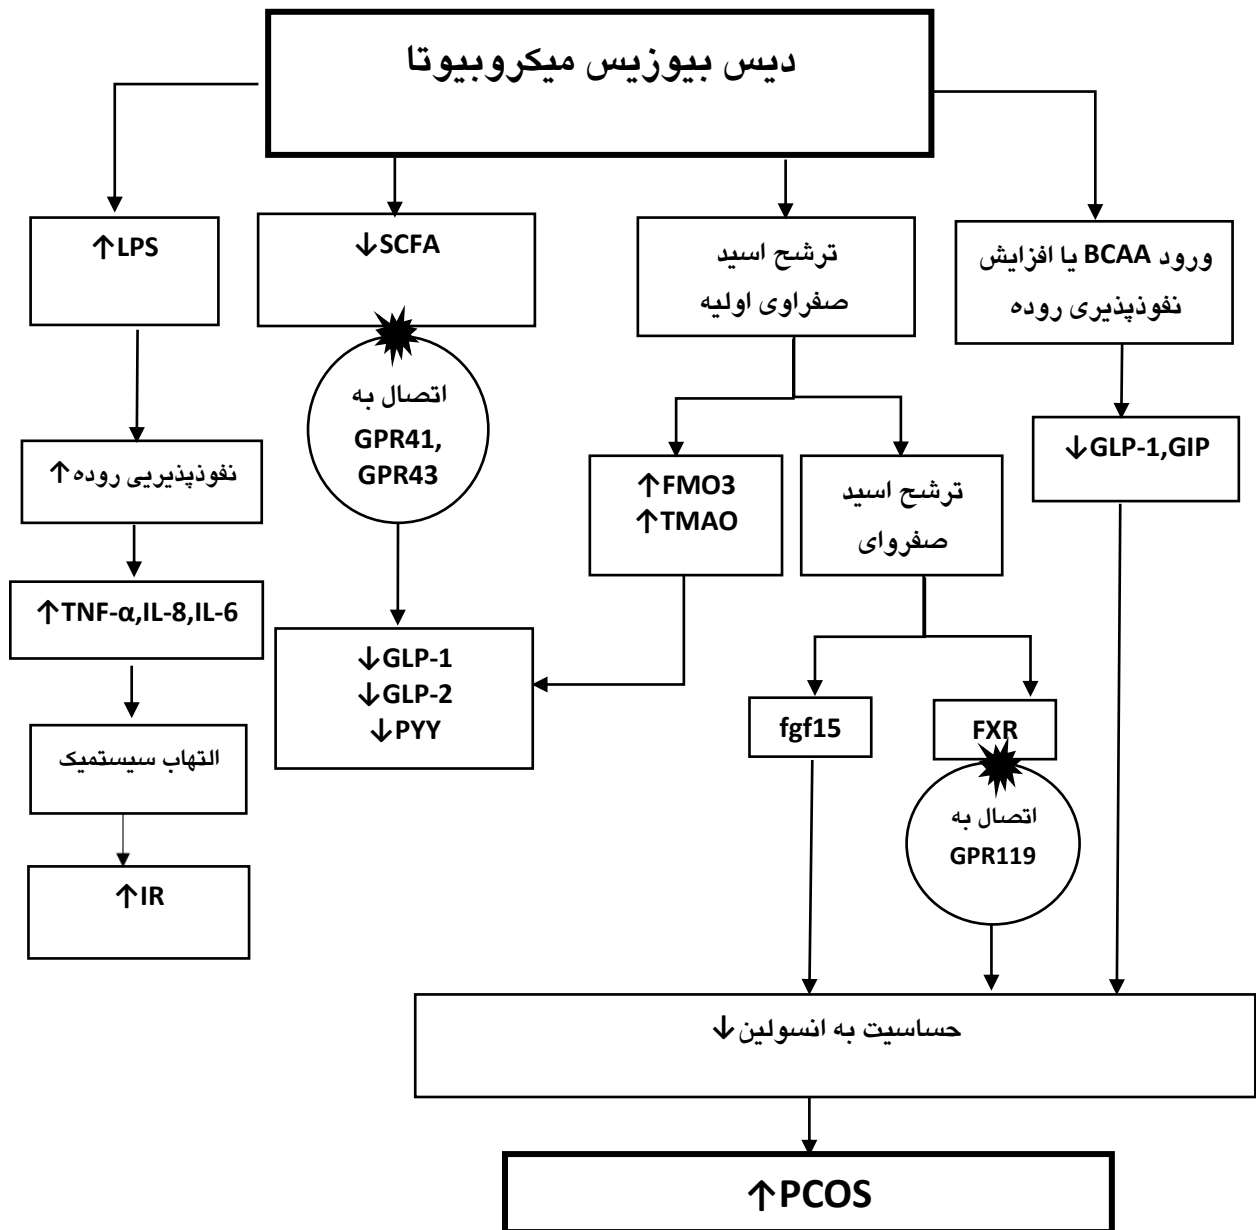 دیس بیوزیس میکروبیوتا
↑LPS
↓SCFA
ترشح اسید
صفراوی اولیه
ورود BCAA یا افزایش
نفوذپذیری روده
اتصال به
GPR41,
GPR43
↓GLP-1,GIP
نفوذپذیریی روده↑
↑FMO3
↑TMAO
ترشح اسید
صفروای
↑TNF-α,IL-8,IL-6
↓GLP-1
↓GLP-2
↓PYY
fgf15
FXR
التهاب سیستمیک
اتصال به
GPR119
↑IR
حساسیت به انسولین↓
↑PCOS